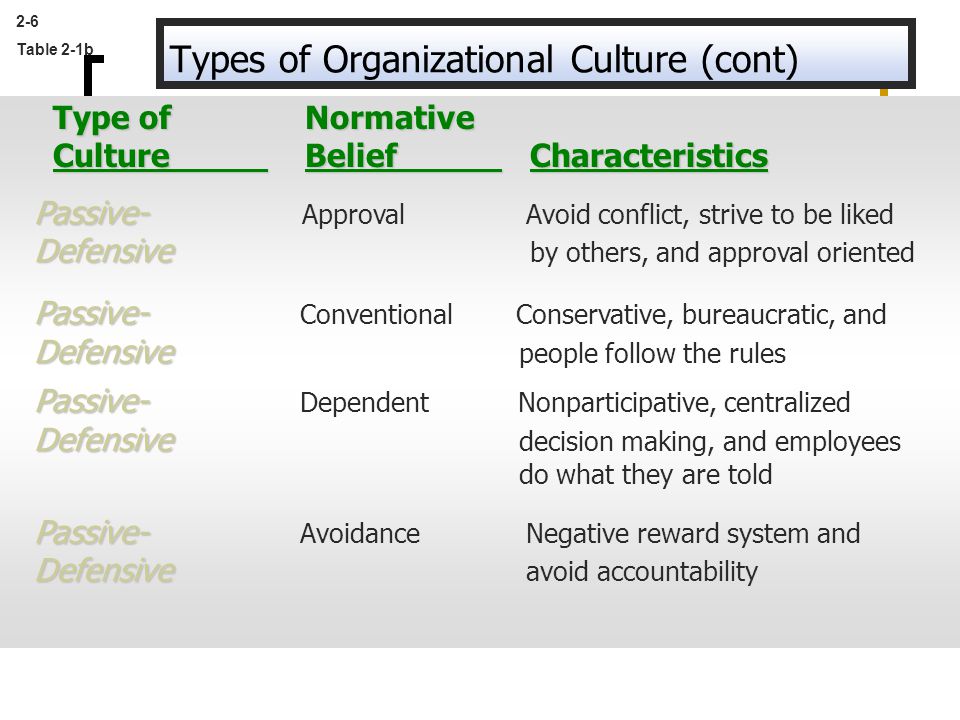 2-6
Table 2-1b
Types of Organizational Culture (cont)
Type of Normative
Culture Belief Characteristics
Passive- Approval Avoid conflict, strive to be liked
Defensive by others, and approval oriented
Passive- Conventional Conservative, bureaucratic, and
Defensive people follow the rules
Passive- Dependent Nonparticipative, centralized
Defensive decision making, and employees
do what they are told
Passive- Avoidance Negative reward system and
Defensive avoid accountability